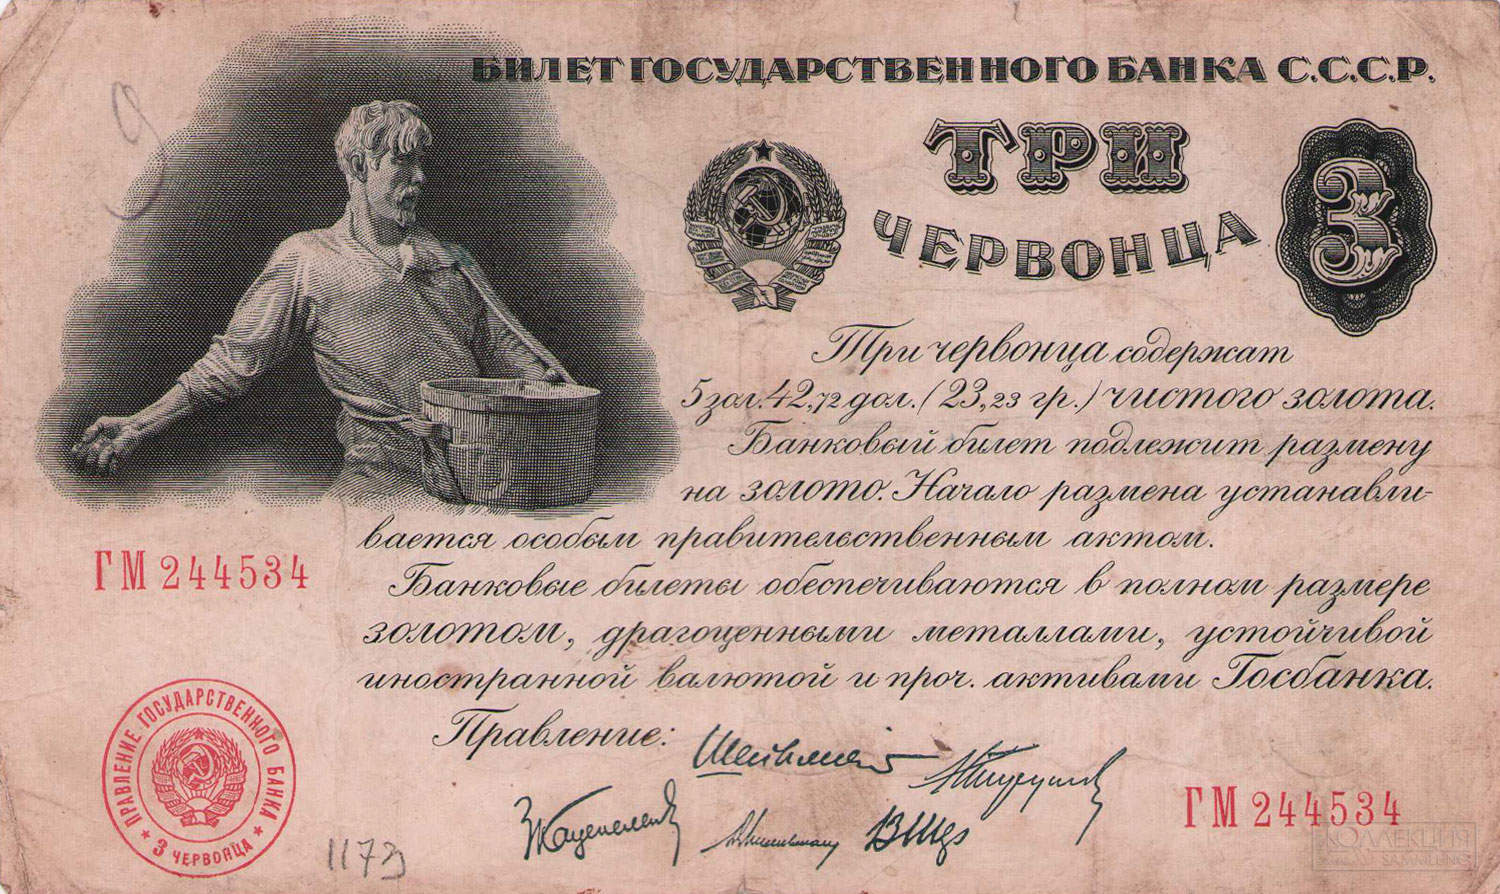 БИЛЕТ ГОСУДАРСТВЕННОГО БАНКА С.С.С.Р.
ТРИ
ЧЕРВОНЦА
3
Три червонца содержат
5 зол. 42,72 дол. (23,23 гр.) чистого золота.
Банковый билет подлежит размену
на золото. Начало размена устанавли-
вается особым правительственным актом.
ГМ 244534
Банковые билеты обеспечиваются в полном размере
золотом, драгоценными металлами, устойчивой
иностранной валютой и проч. активами Госбанка.
Правление:
ПРАВЛЕНИЕ ГОСУДАРСТВЕННОГО БАНКА
* 3 ЧЕРВОНЦА *
ГМ 244534
9
1173
КОЛЛЕКЦИЯ
SAMMLUNG